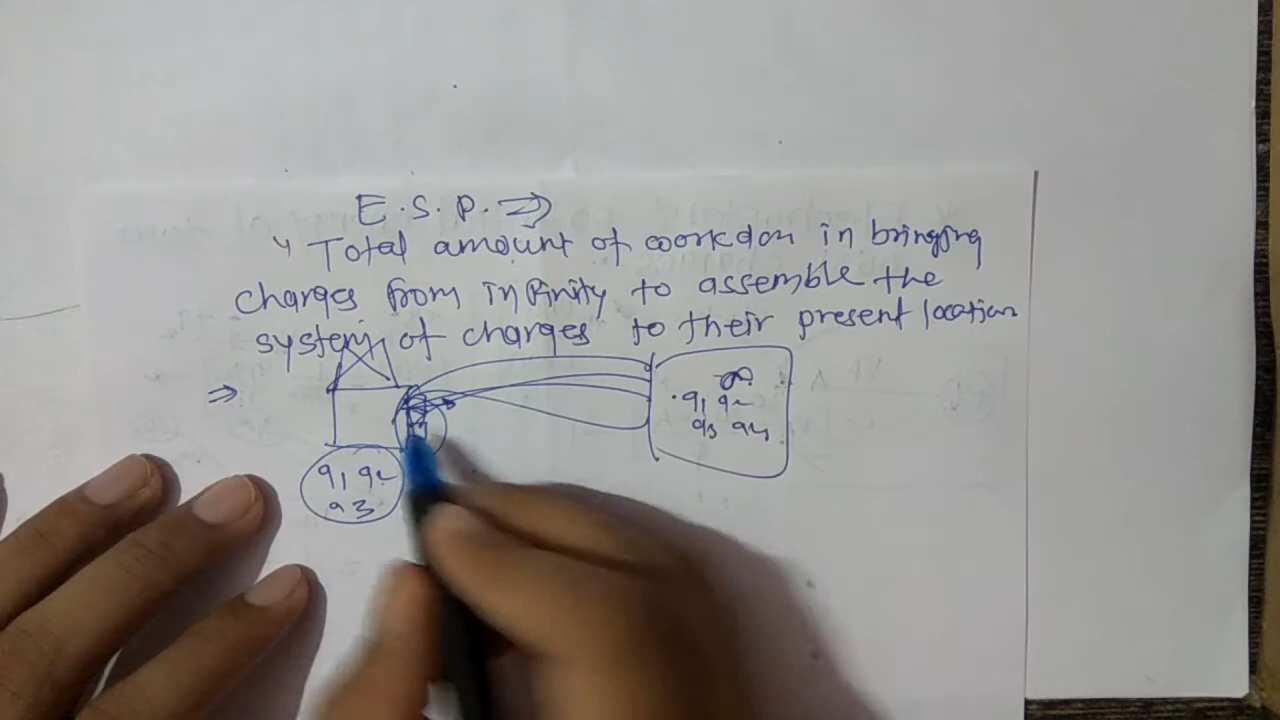 E.S.P. ⇒
" Total amount of workdon in bringing
charges from infinity to assemble the
system of charges to their present location
⇒
∞
q1 q2
q3 q4
q1 q2
q3